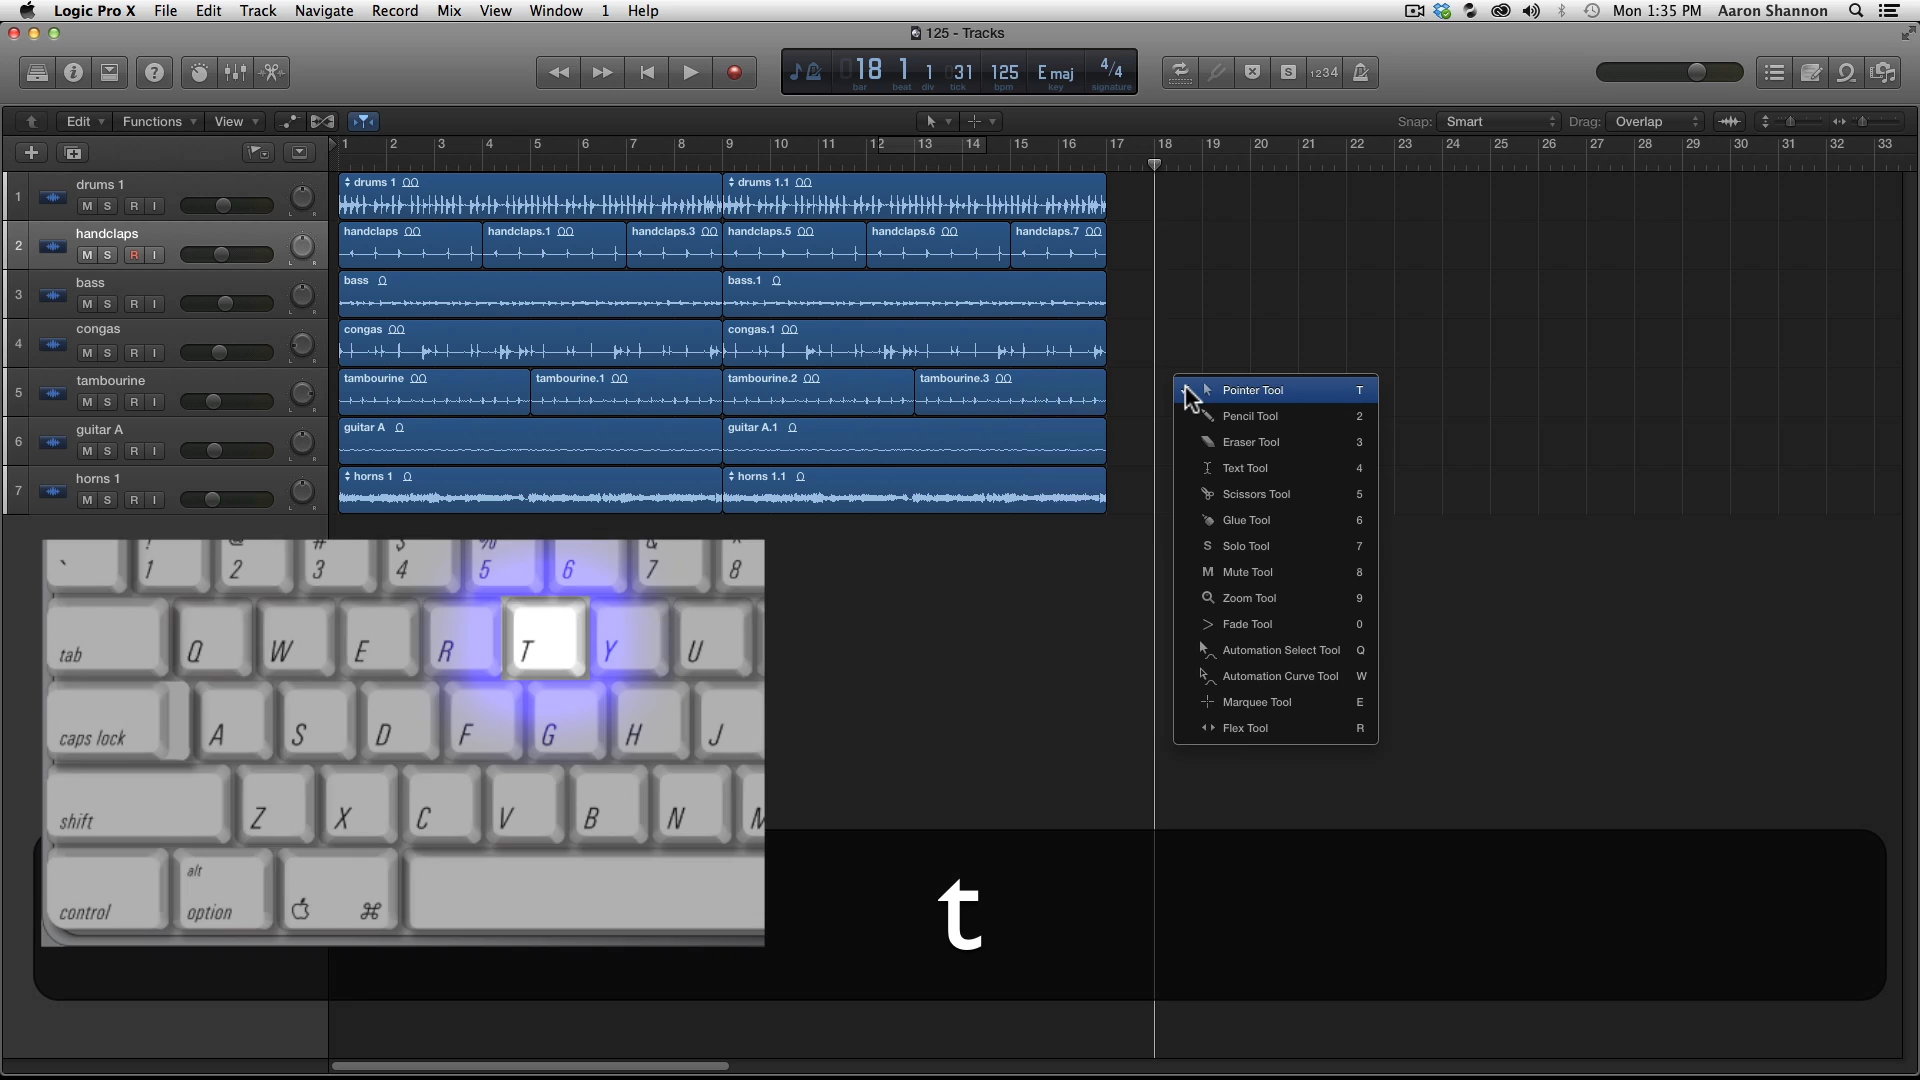 Logic Pro X File Edit Track Navigate Record Mix View Window 1 Help Mon 1:35 PM Aaron Shannon
125 - Tracks
18 1 1 31 125 E maj 4/4
bar beat div tick bpm key signature
S 1234
Edit Functions View Snap: Smart Drag: Overlap
1 2 3 4 5 6 7 8 9 10 11 12 13 14 15 16 17 18 19 20 21 22 23 24 25 26 27 28 29 30 31 32 33
1 drums 1 M S R I L R drums 1 drums 1.1
2 handclaps M S R I L R handclaps handclaps.1 handclaps.3 handclaps.5 handclaps.6 handclaps.7
3 bass M S R I L R bass bass.1
4 congas M S R I L R congas congas.1
5 tambourine M S R I L R tambourine tambourine.1 tambourine.2 tambourine.3
6 guitar A M S R I L R guitar A guitar A.1
7 horns 1 M S R I L R horns 1 horns 1.1
Pointer Tool T
Pencil Tool 2
Eraser Tool 3
Text Tool 4
Scissors Tool 5
Glue Tool 6
Solo Tool 7
Mute Tool 8
Zoom Tool 9
Fade Tool 0
Automation Select Tool Q
Automation Curve Tool W
Marquee Tool E
Flex Tool R
` 1 2 3 4 5 6 7 8
tab Q W E R T Y U
caps lock A S D F G H J
shift Z X C V B N M
alt
control option ⌘
t